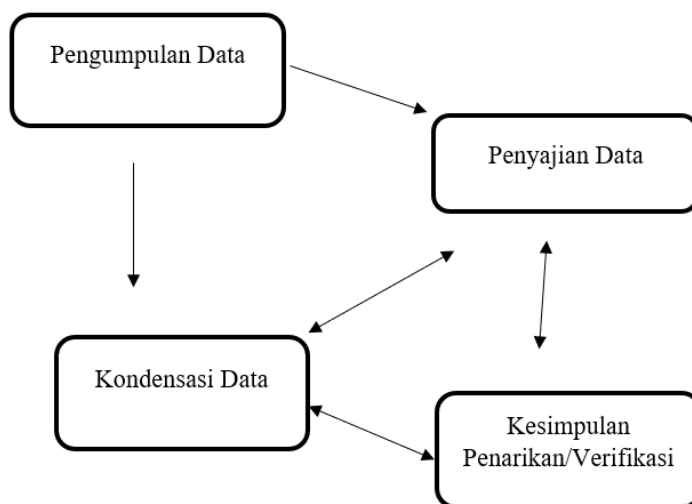 Pengumpulan Data
Penyajian Data
Kondensasi Data
Kesimpulan
Penarikan/Verifikasi